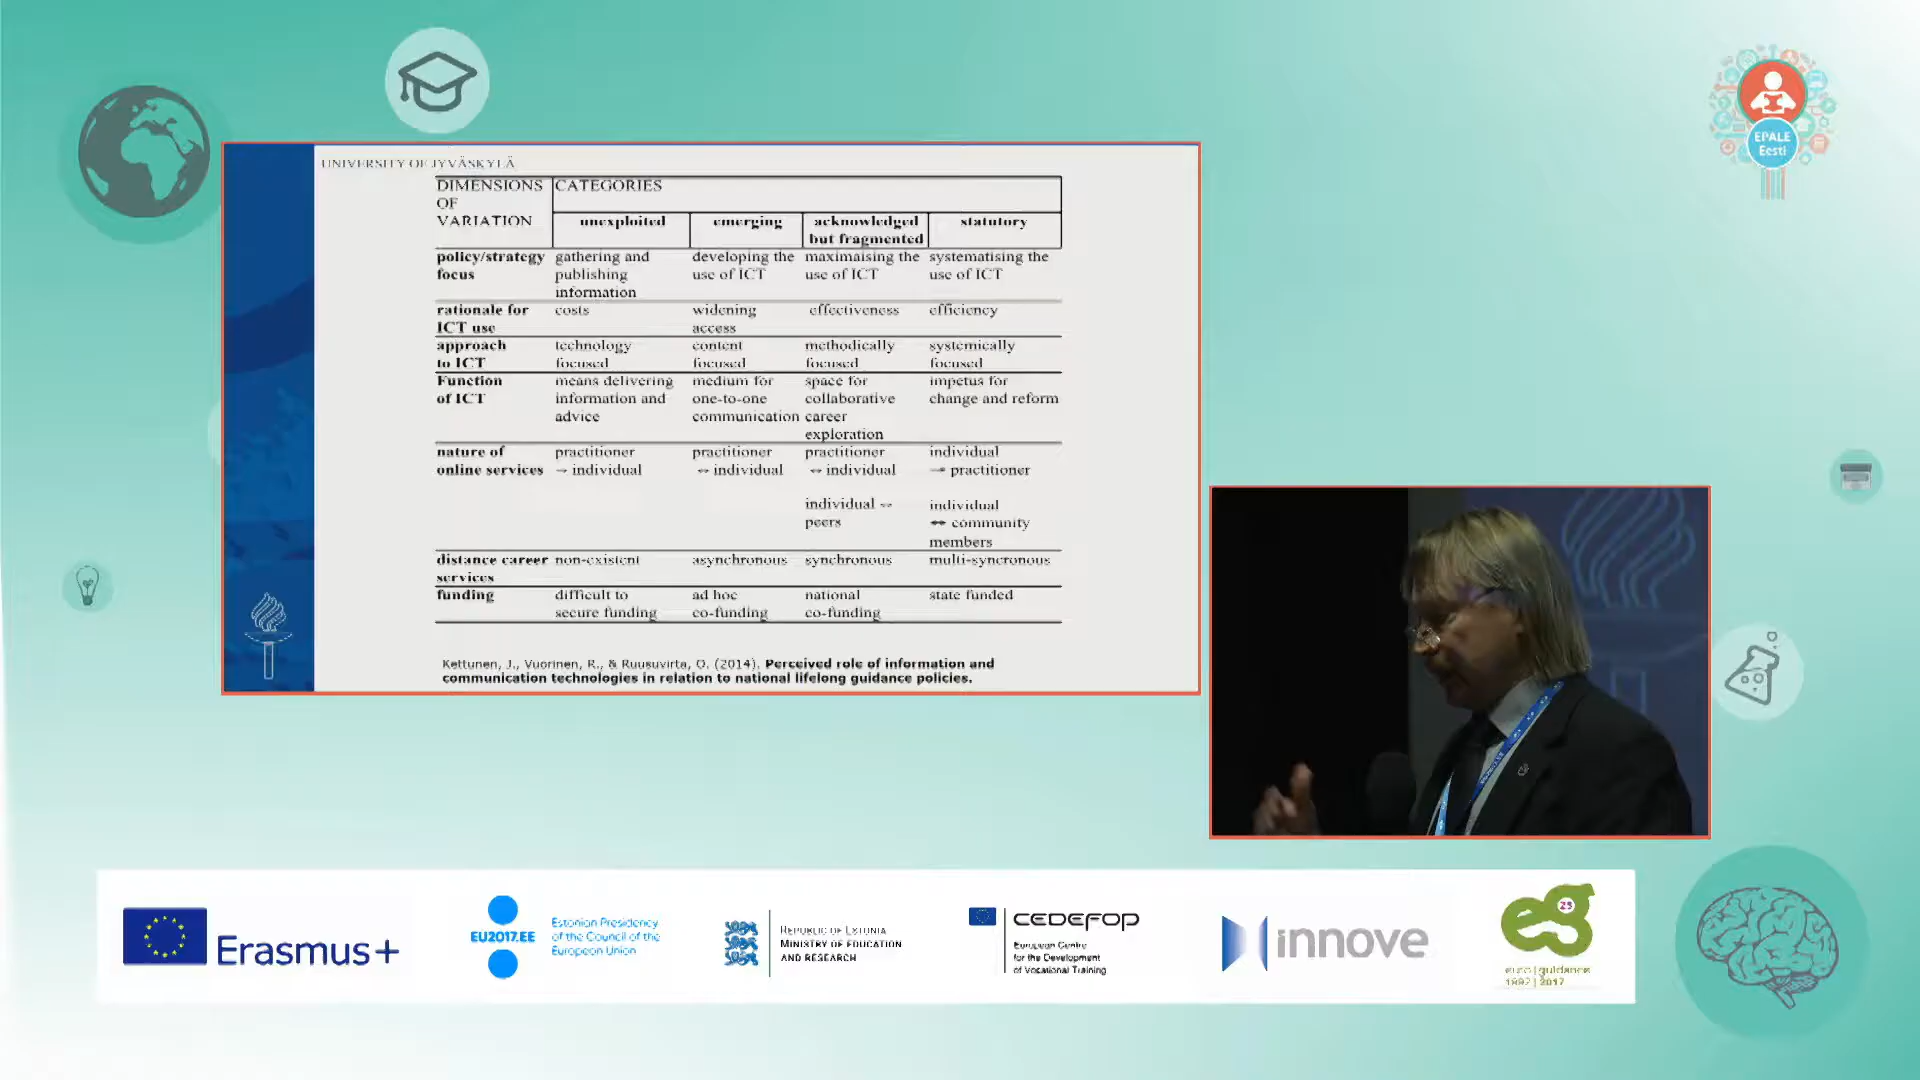 EPALE
Eesti
UNIVERSITY OF JYVÄSKYLÄ
DIMENSIONS OF VARIATION
CATEGORIES
unexploited
emerging
acknowledged but fragmented
statutory
policy/strategy focus
gathering and publishing information
developing the use of ICT
maximaising the use of ICT
systematising the use of ICT
rationale for ICT use
costs
widening access
effectiveness
efficiency
approach to ICT
technology focused
content focused
methodically focused
systemically focused
Function of ICT
means delivering information and advice
medium for one-to-one communication
space for collaborative career exploration
impetus for change and reform
nature of online services
practitioner → individual
practitioner ↔ individual
practitioner ↔ individual
individual ↔ peers
individual → practitioner
individual ↔ community members
distance career services
non-existent
asynchronous
synchronous
multi-syncronous
funding
difficult to secure funding
ad hoc co-funding
national co-funding
state funded
Kettunen, J., Vuorinen, R., & Ruusuvirta, O. (2014). Perceived role of information and
communication technologies in relation to national lifelong guidance policies.
Erasmus+
EU2017.EE
Estonian Presidency
of the Council of the
European Union
REPUBLIC OF ESTONIA
MINISTRY OF EDUCATION
AND RESEARCH
CEDEFOP
European Centre
for the Development
of Vocational Training
innove
eg
25
euro|guidance
1992 | 2017